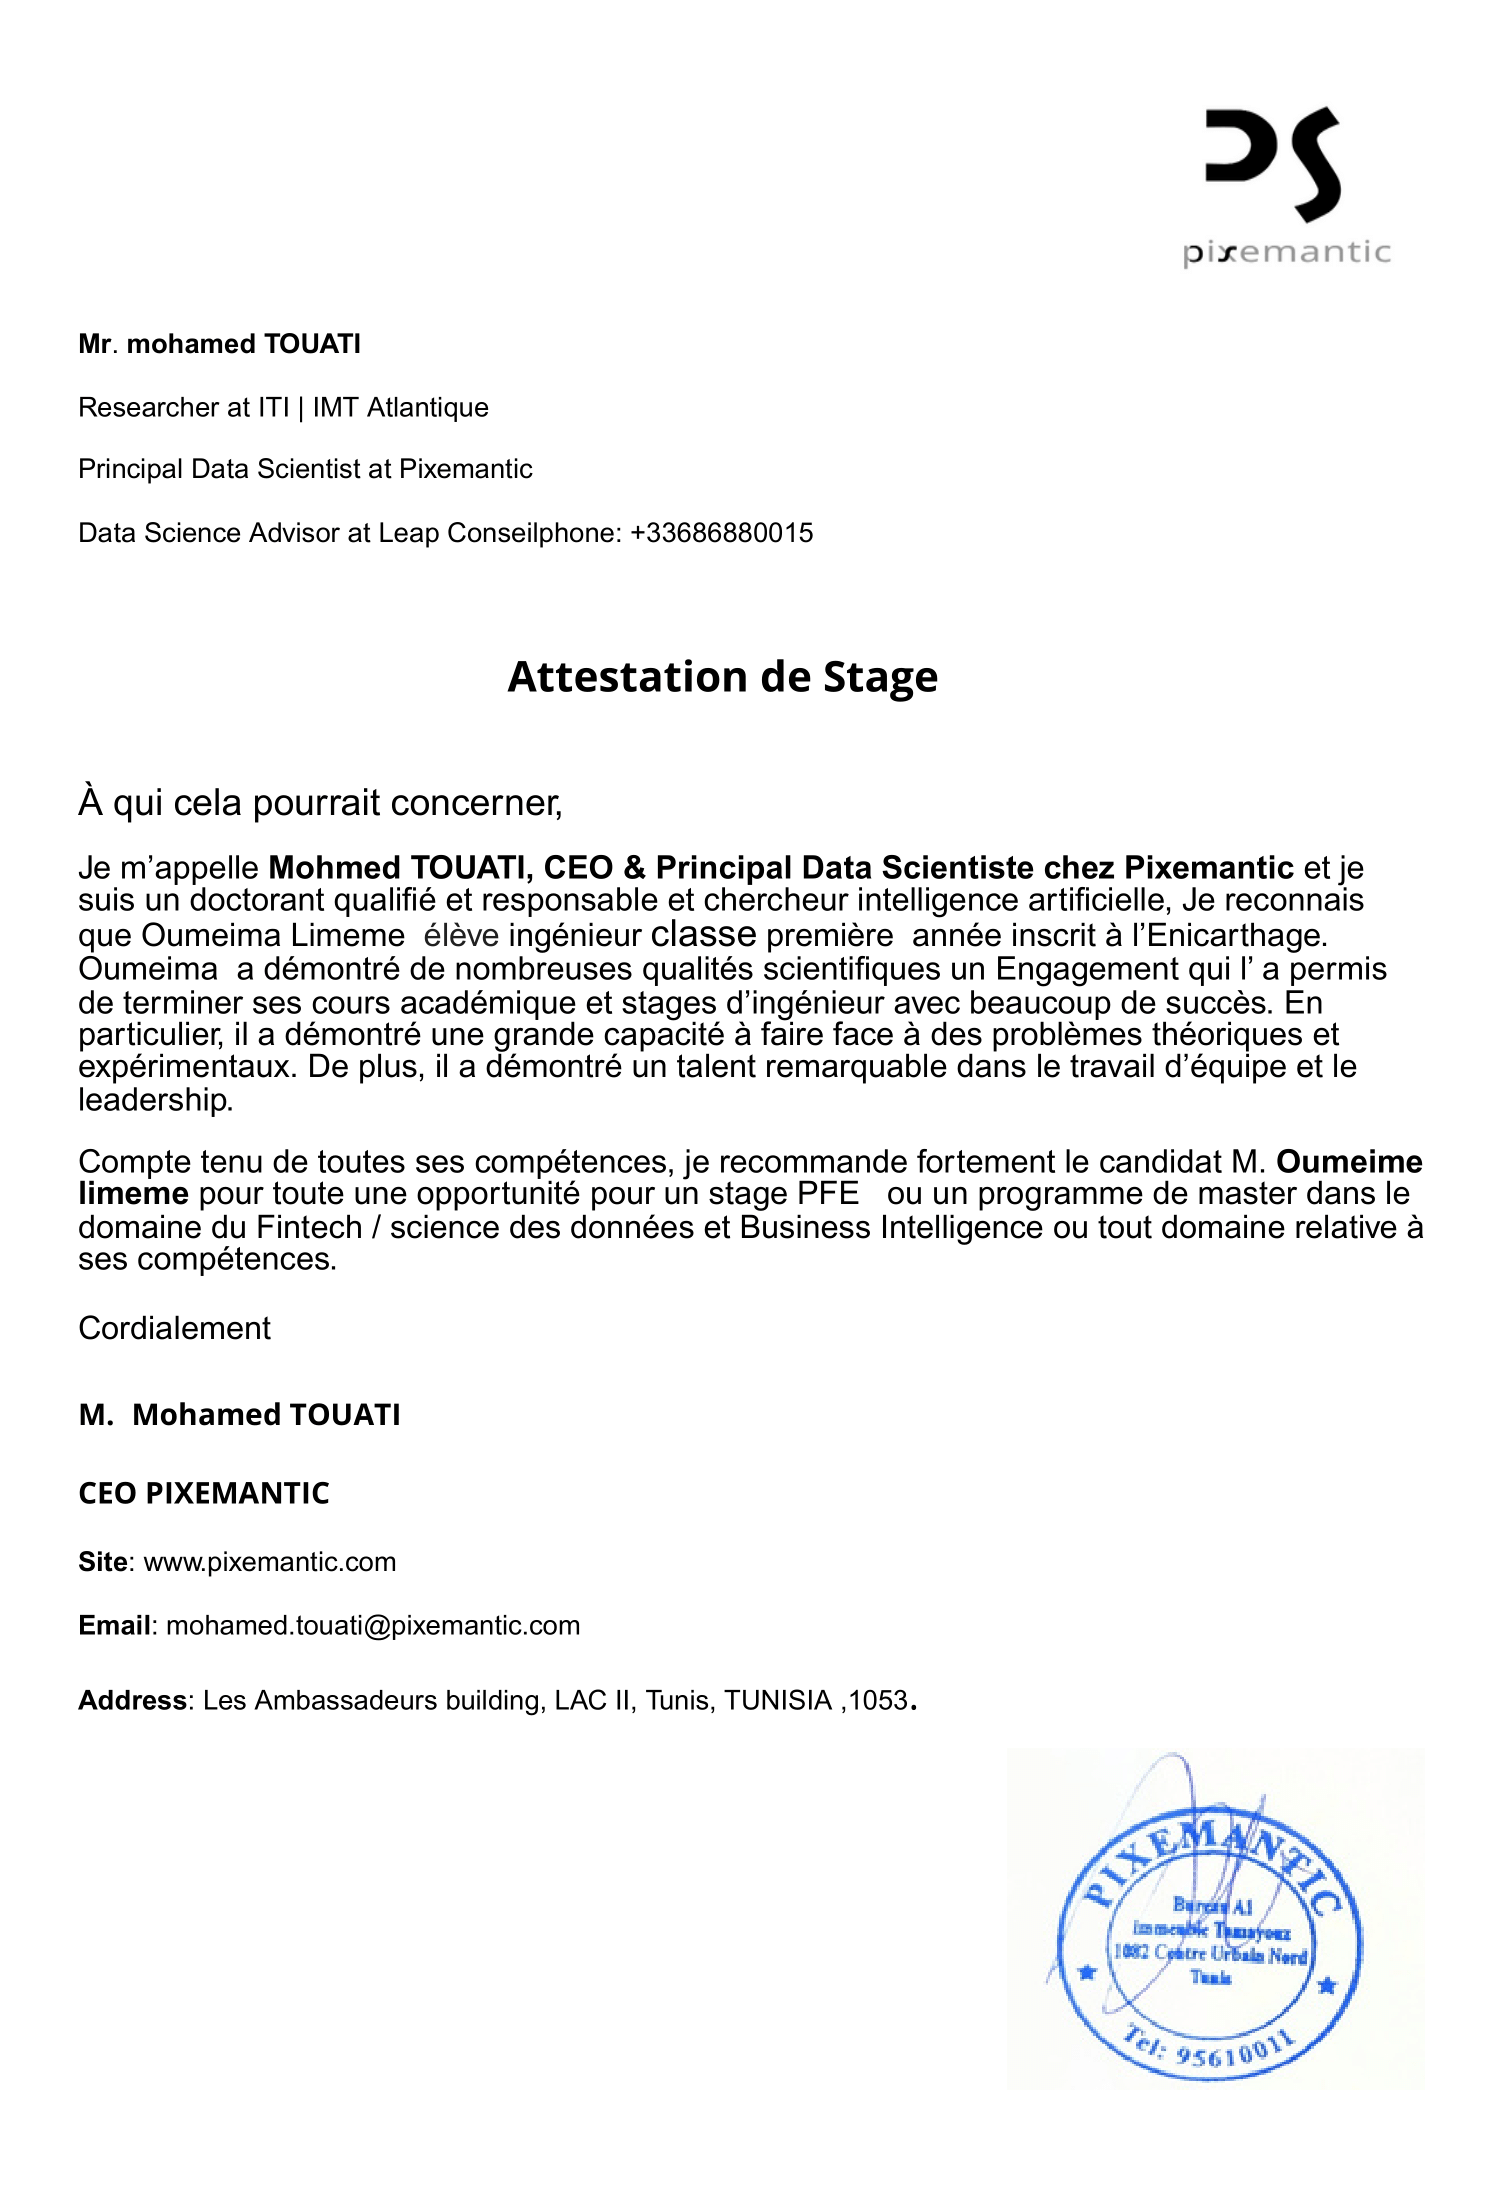 pixemantic
Mr. mohamed TOUATI
Researcher at ITI | IMT Atlantique
Principal Data Scientist at Pixemantic
Data Science Advisor at Leap Conseilphone: +33686880015
Attestation de Stage
À qui cela pourrait concerner,
Je m’appelle Mohmed TOUATI, CEO & Principal Data Scientiste chez Pixemantic et je
suis un doctorant qualifié et responsable et chercheur intelligence artificielle, Je reconnais
que Oumeima Limeme élève ingénieur classe première année inscrit à l’Enicarthage.
Oumeima a démontré de nombreuses qualités scientifiques un Engagement qui l’ a permis
de terminer ses cours académique et stages d’ingénieur avec beaucoup de succès. En
particulier, il a démontré une grande capacité à faire face à des problèmes théoriques et
expérimentaux. De plus, il a démontré un talent remarquable dans le travail d’équipe et le
leadership.
Compte tenu de toutes ses compétences, je recommande fortement le candidat M. Oumeime
limeme pour toute une opportunité pour un stage PFE ou un programme de master dans le
domaine du Fintech / science des données et Business Intelligence ou tout domaine relative à
ses compétences.
Cordialement
M. Mohamed TOUATI
CEO PIXEMANTIC
Site: www.pixemantic.com
Email: mohamed.touati@pixemantic.com
Address: Les Ambassadeurs building, LAC II, Tunis, TUNISIA ,1053.
PIXEMANTIC
Bureau A1
Immeuble Tamayouz
1082 Centre Urbain Nord
Tunis
Tel: 95610011